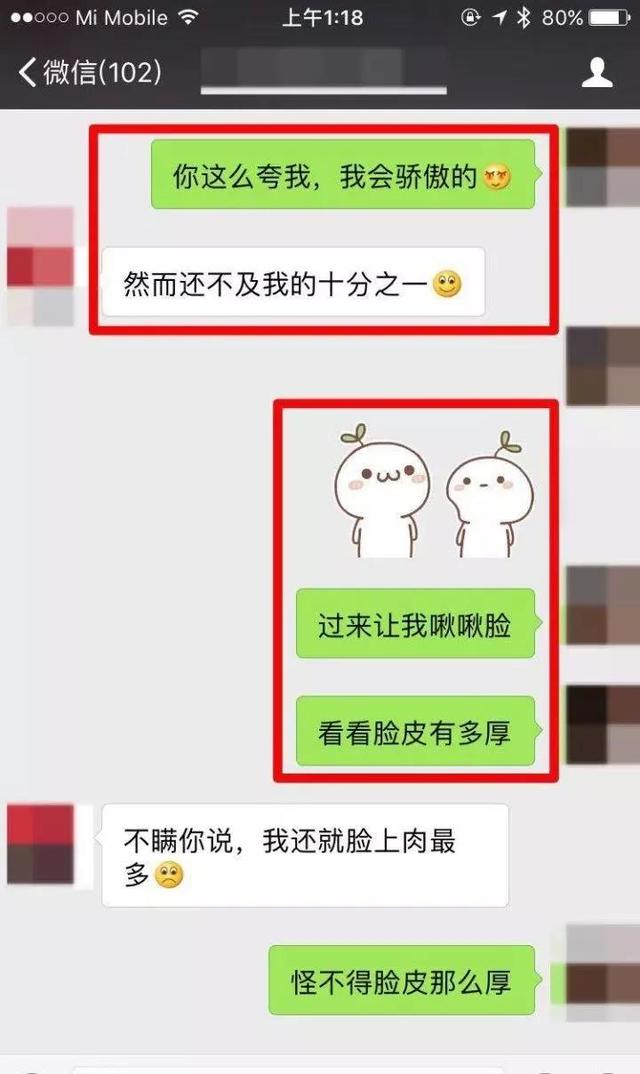 Mi Mobile 上午1:18 80%
微信(102)
你这么夸我，我会骄傲的
然而还不及我的十分之一
过来让我啾啾脸
看看脸皮有多厚
不瞒你说，我还就脸上肉最
多
怪不得脸皮那么厚